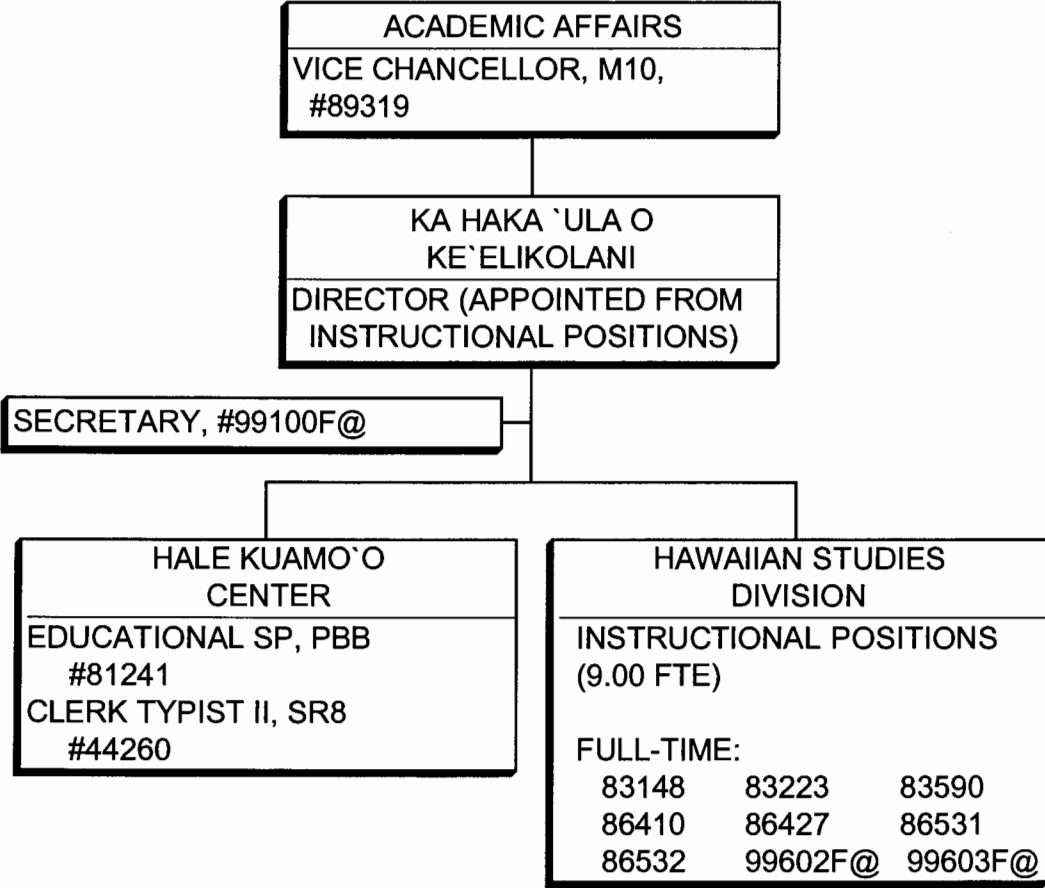 ACADEMIC AFFAIRS
VICE CHANCELLOR, M10,
#89319
KA HAKA `ULA O
KE`ELIKOLANI
DIRECTOR (APPOINTED FROM
INSTRUCTIONAL POSITIONS)
SECRETARY, #99100F@
HALE KUAMO`O
CENTER
EDUCATIONAL SP, PBB
#81241
CLERK TYPIST II, SR8
#44260
HAWAIIAN STUDIES
DIVISION
INSTRUCTIONAL POSITIONS
(9.00 FTE)
FULL-TIME:
83148 83223 83590
86410 86427 86531
86532 99602F@ 99603F@